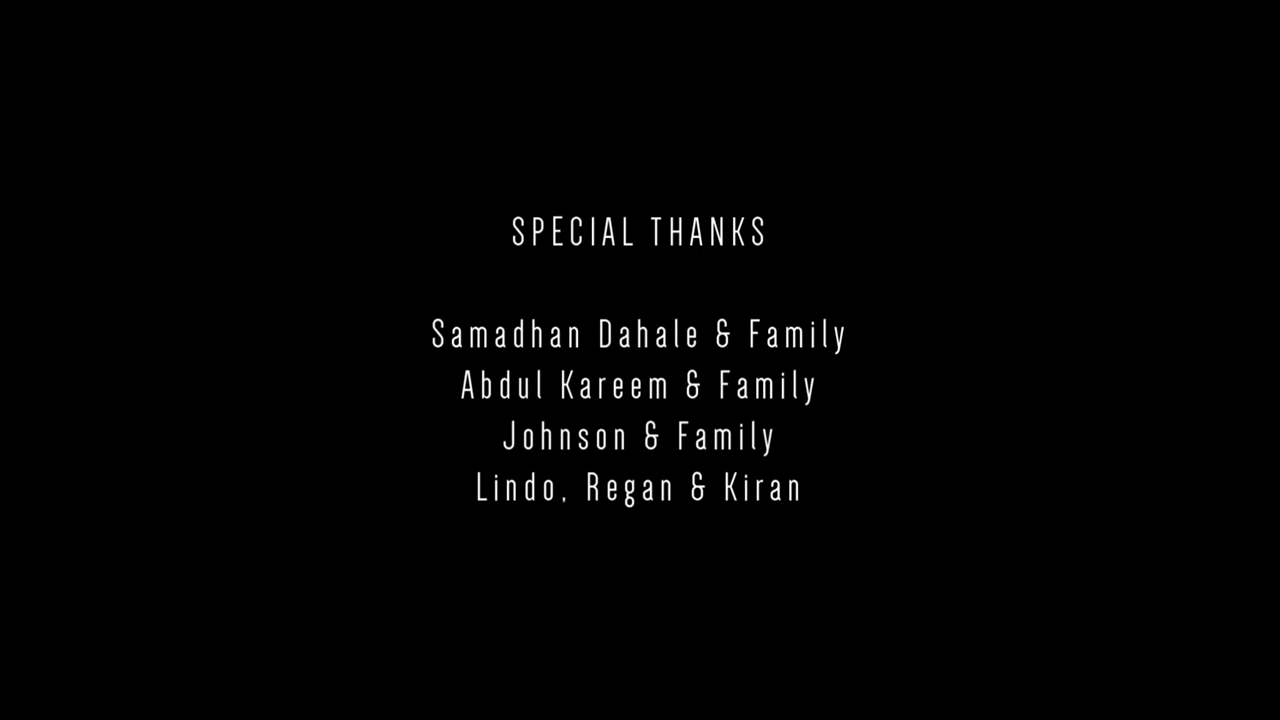 SPECIAL THANKS
Samadhan Dahale & Family
Abdul Kareem & Family
Johnson & Family
Lindo, Regan & Kiran